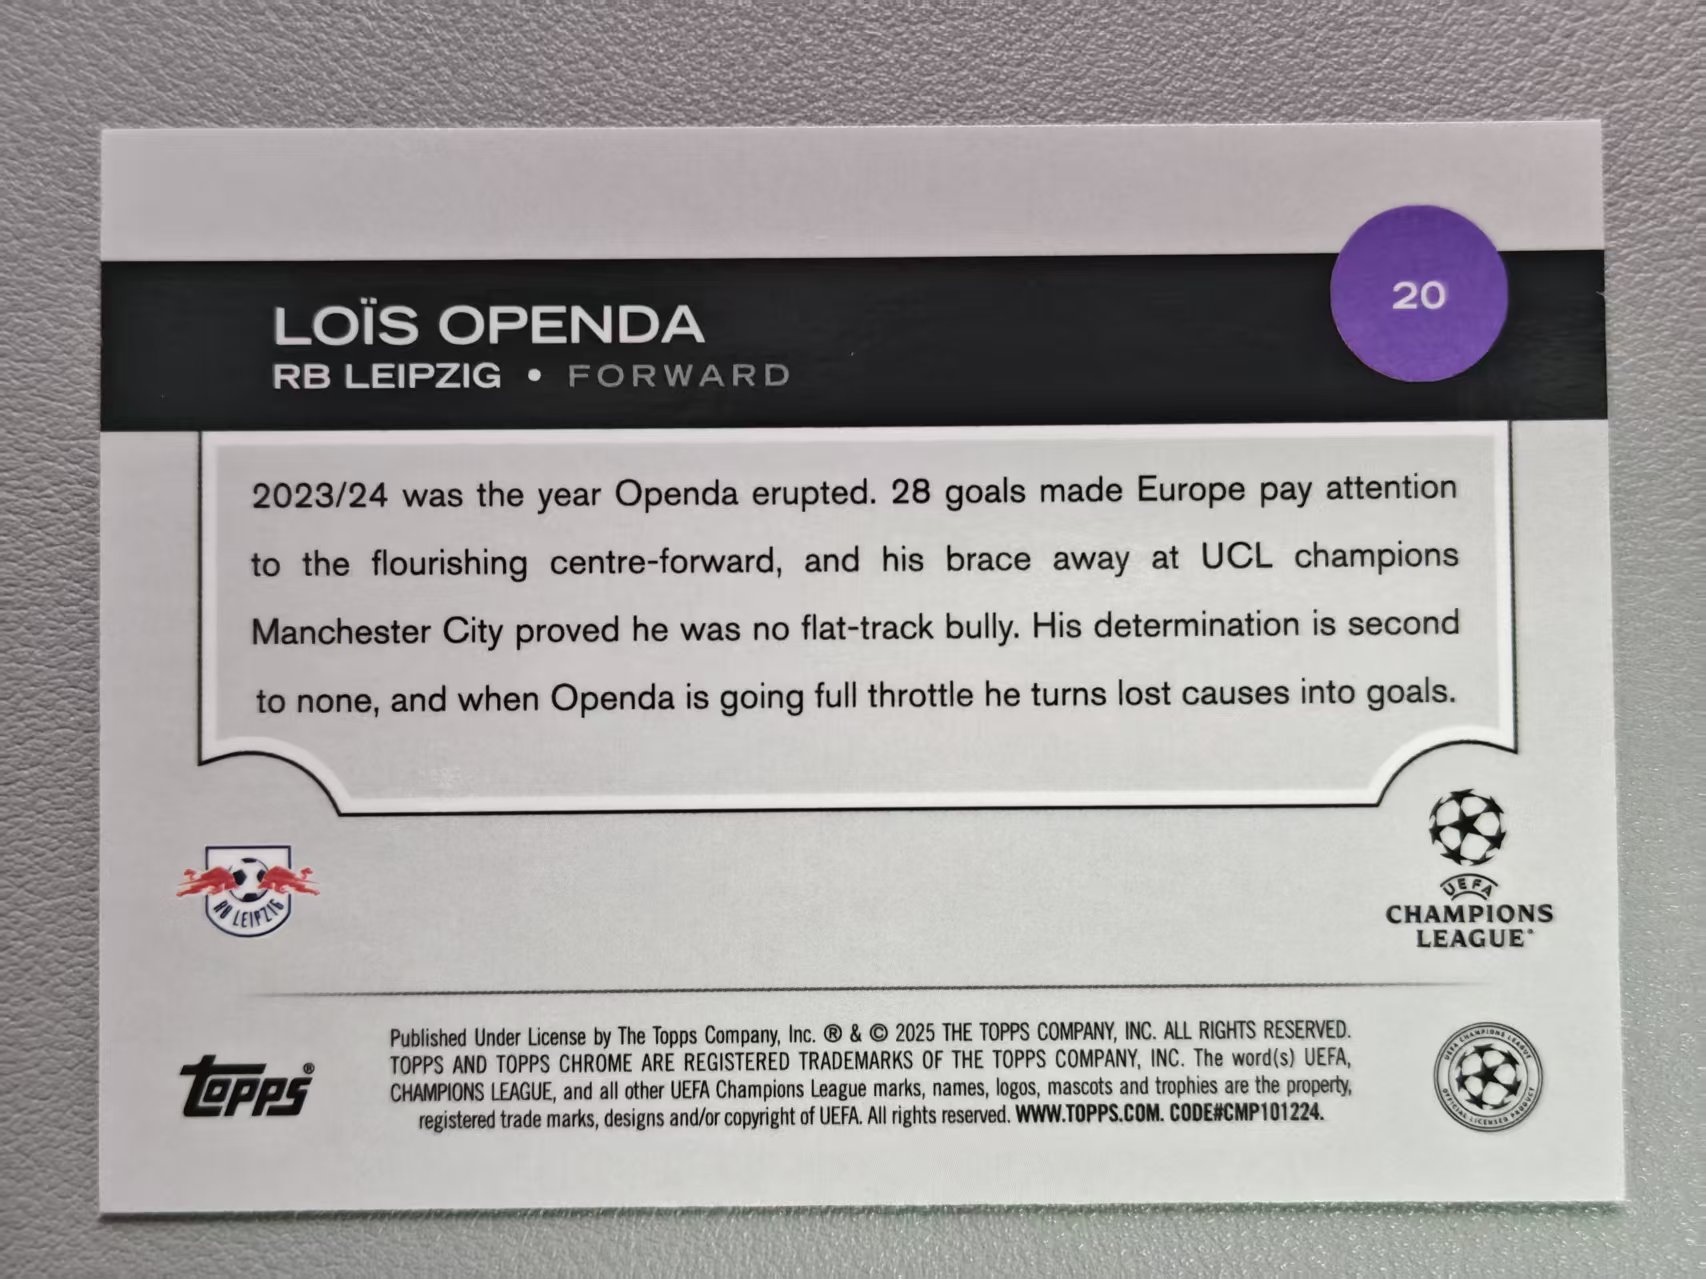 20
LOÏS OPENDA
RB LEIPZIG • FORWARD
2023/24 was the year Openda erupted. 28 goals made Europe pay attention
to the flourishing centre-forward, and his brace away at UCL champions
Manchester City proved he was no flat-track bully. His determination is second
to none, and when Openda is going full throttle he turns lost causes into goals.
RB LEIPZIG
UEFA
CHAMPIONS
LEAGUE®
Published Under License by The Topps Company, Inc. ® & © 2025 THE TOPPS COMPANY, INC. ALL RIGHTS RESERVED.
TOPPS AND TOPPS CHROME ARE REGISTERED TRADEMARKS OF THE TOPPS COMPANY, INC. The word(s) UEFA,
CHAMPIONS LEAGUE, and all other UEFA Champions League marks, names, logos, mascots and trophies are the property,
registered trade marks, designs and/or copyright of UEFA. All rights reserved. WWW.TOPPS.COM. CODE#CMP101224.
topps®
UEFA CHAMPIONS LEAGUE
OFFICIAL LICENSED PRODUCT